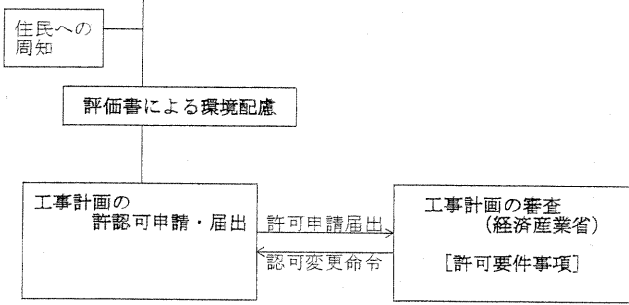 住民への
周知
評価書による環境配慮
工事計画の
許認可申請・届出
許可申請届出
認可変更命令
工事計画の審査
(経済産業省)
[許可要件事項]